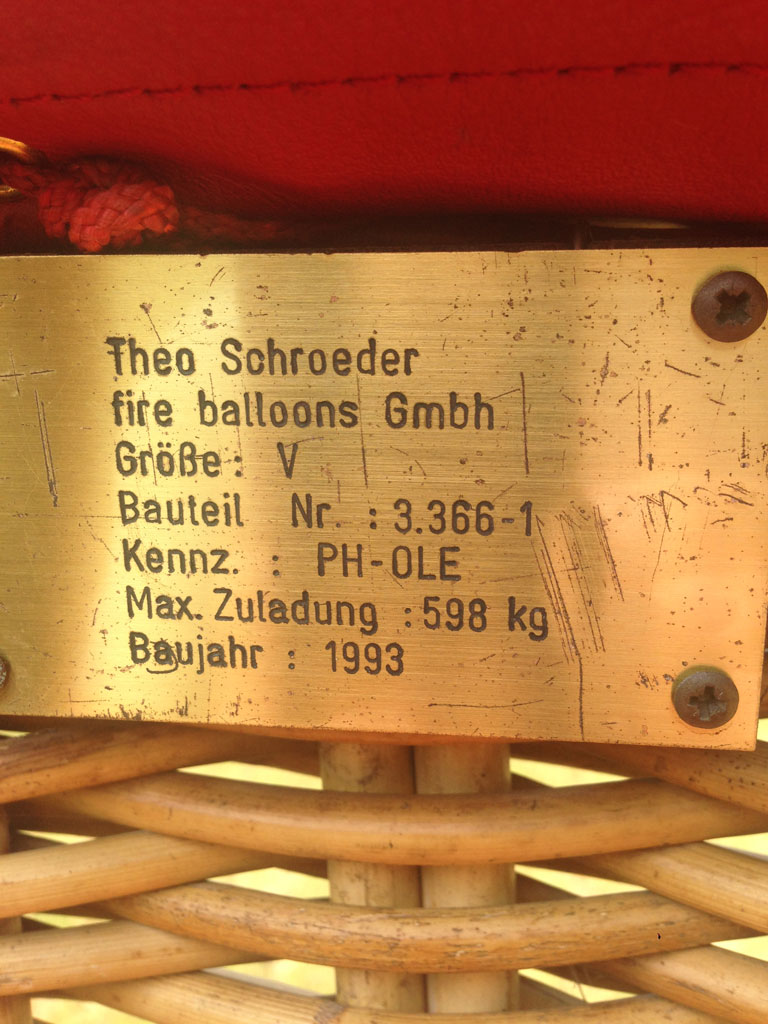 Theo Schroeder
fire balloons Gmbh
Größe: V
Bauteil Nr. : 3.366-1
Kennz. : PH-OLE
Max. Zuladung : 598 kg
Baujahr : 1993